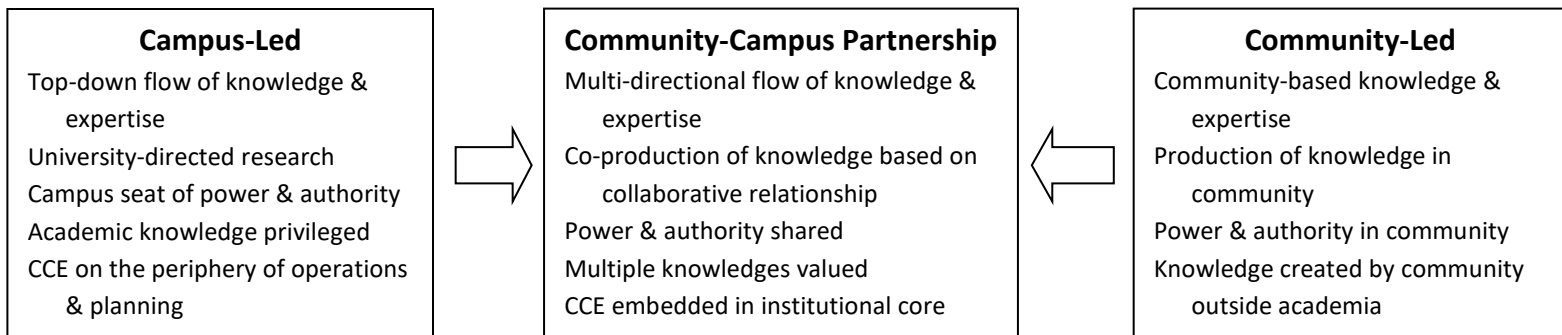 Campus-Led
Top-down flow of knowledge &
expertise
University-directed research
Campus seat of power & authority
Academic knowledge privileged
CCE on the periphery of operations
& planning
Community-Campus Partnership
Multi-directional flow of knowledge &
expertise
Co-production of knowledge based on
collaborative relationship
Power & authority shared
Multiple knowledges valued
CCE embedded in institutional core
Community-Led
Community-based knowledge &
expertise
Production of knowledge in
community
Power & authority in community
Knowledge created by community
outside academia